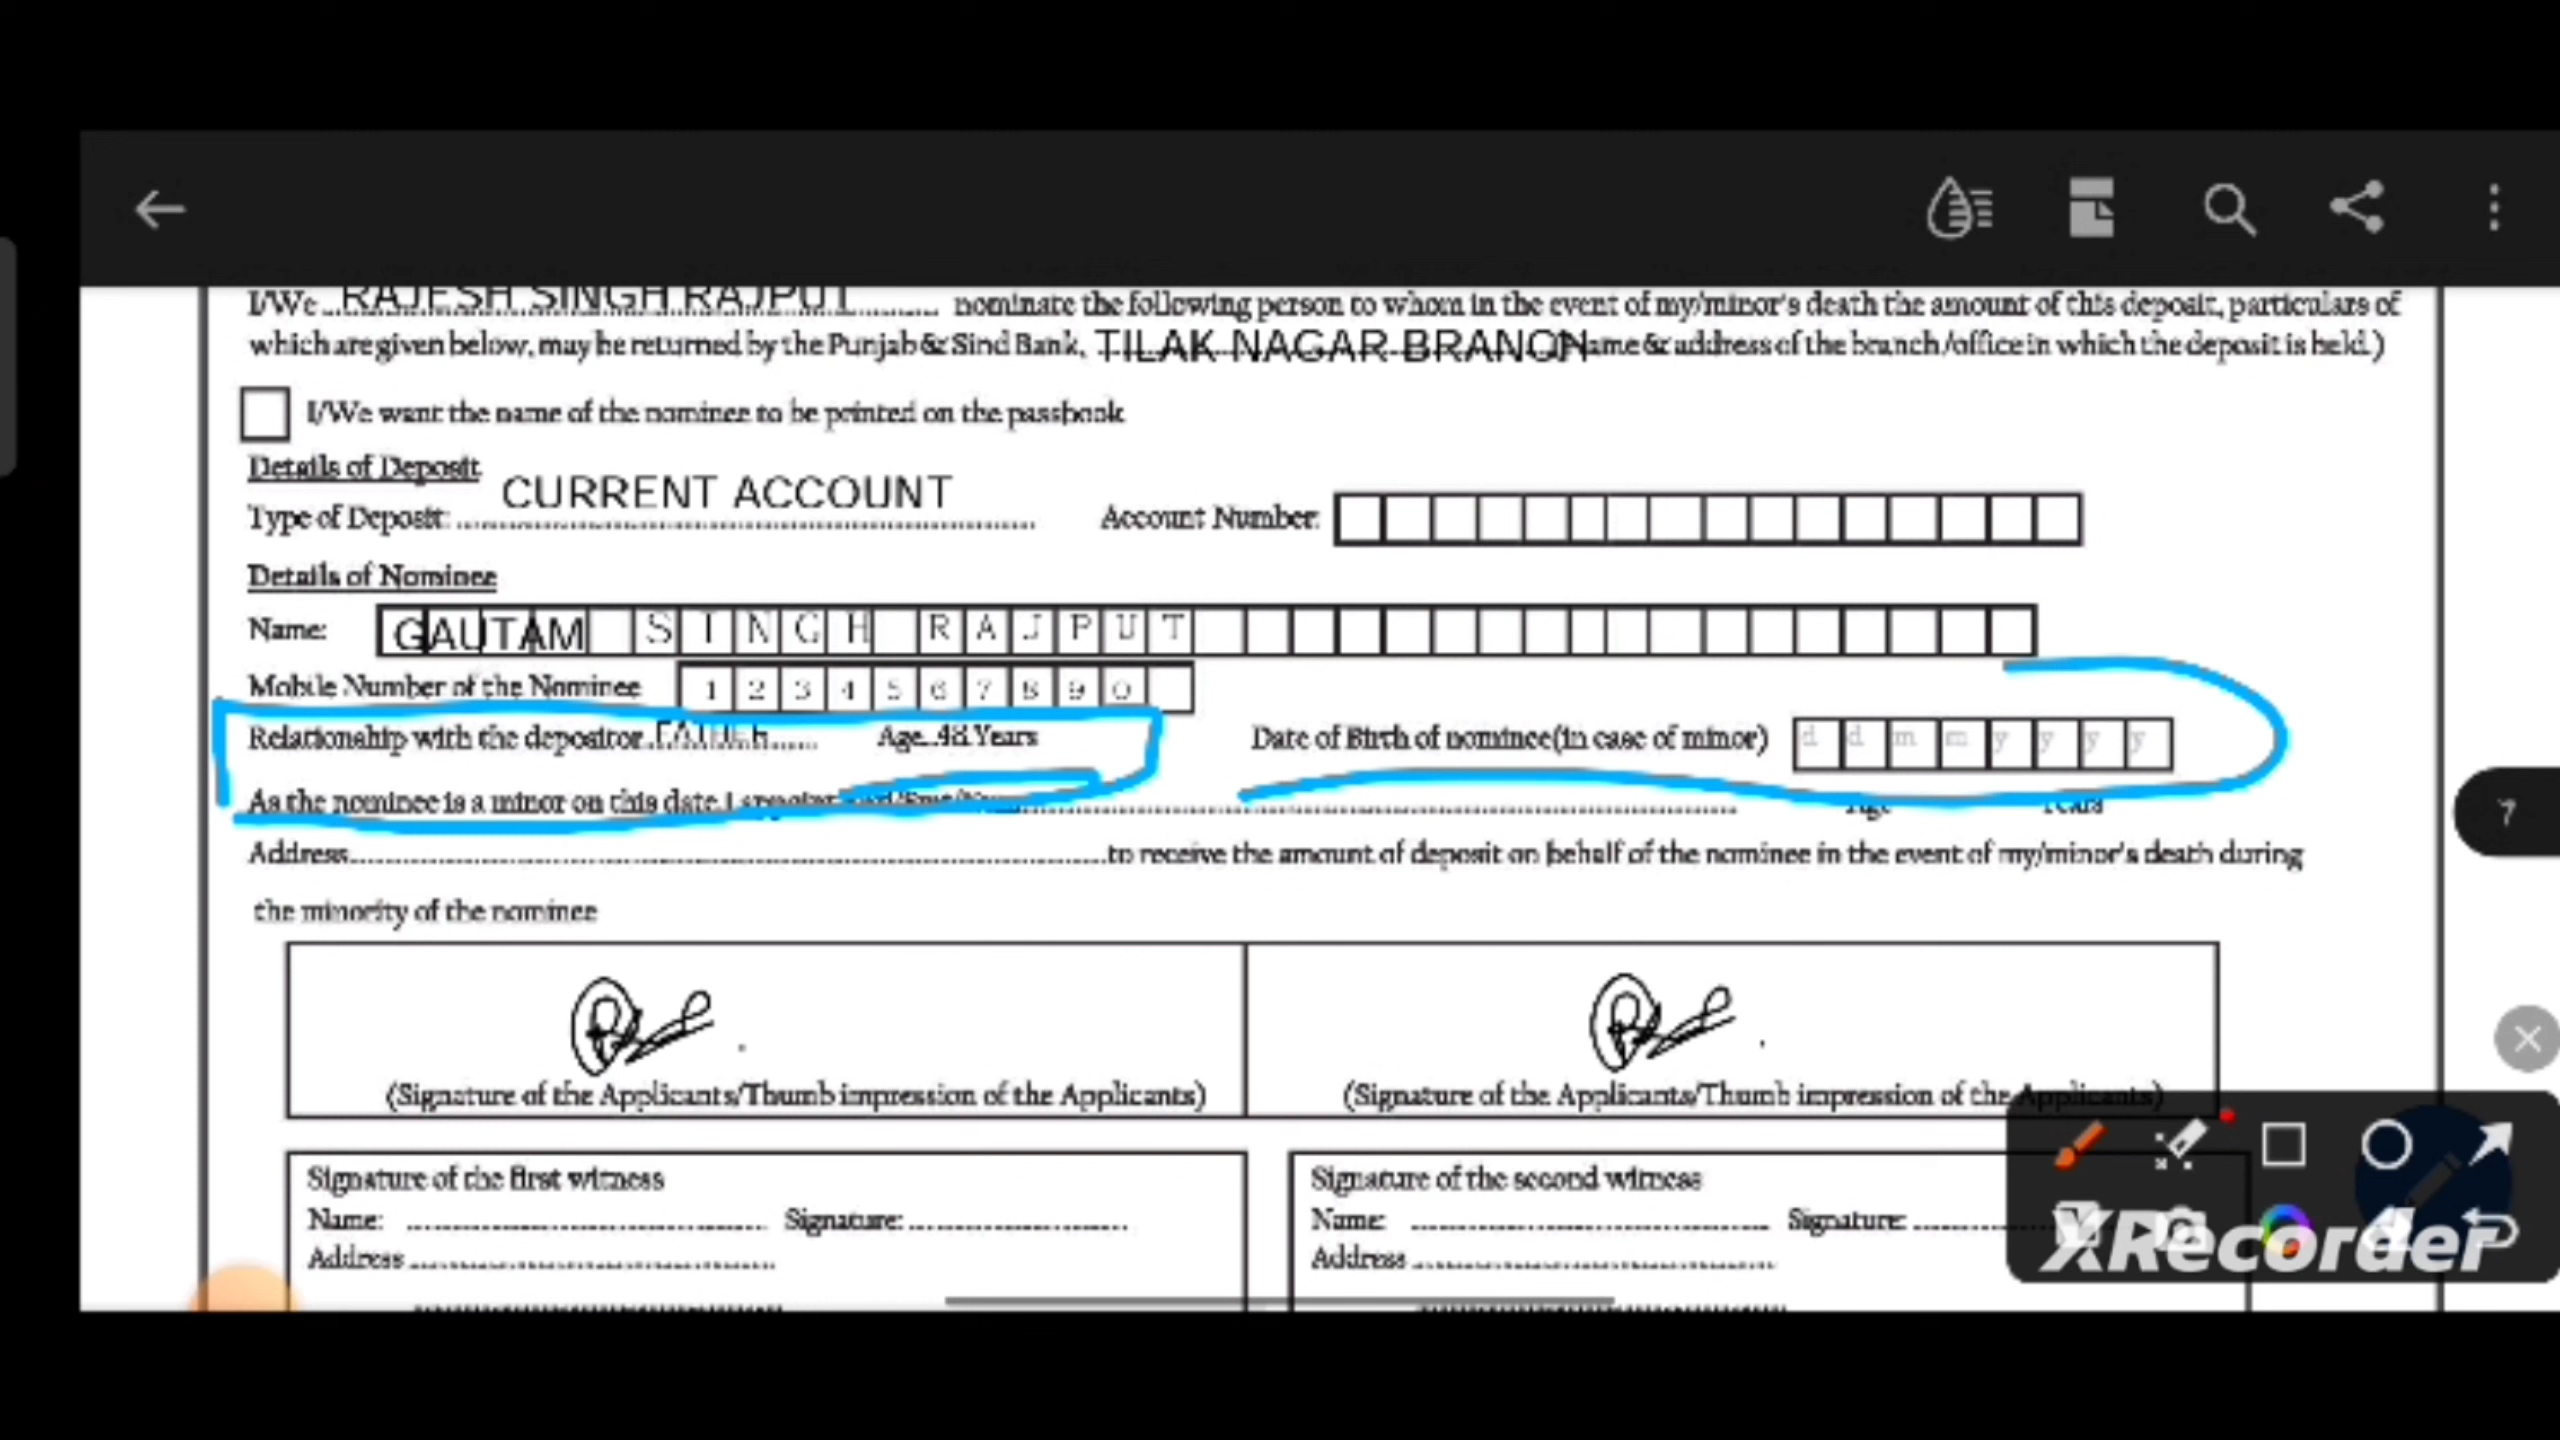 I/We RAJESH SINGH RAJPUT nominate the following person to whom in the event of my/minor's death the amount of this deposit, particulars of
which are given below, may be returned by the Punjab & Sind Bank, TILAK NAGAR BRANCH Name & address of the branch/office in which the deposit is held.)
I/We want the name of the nominee to be printed on the passbook
Details of Deposit
Type of Deposit: CURRENT ACCOUNT Account Number:
Details of Nominee
Name: GAUTAM SINGH RAJPUT
Mobile Number of the Nominee 1 2 3 4 5 6 7 8 9 0
Relationship with the depositor FATHER Age 48 Years Date of Birth of nominee(in case of minor) d d m m y y y y
As the nominee is a minor on this date I appoint Age Years
Address to receive the amount of deposit on behalf of the nominee in the event of my/minor's death during
the minority of the nominee
(Signature of the Applicants/Thumb impression of the Applicants) (Signature of the Applicants/Thumb impression of the Applicants)
Signature of the first witness Signature of the second witness
Name: Signature: Name: Signature:
Address Address
7
XRecorder